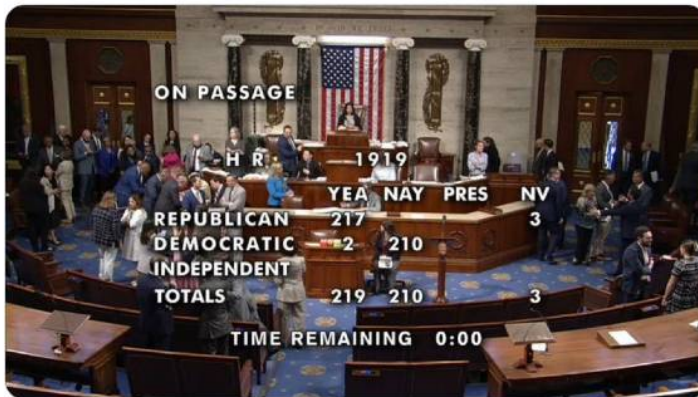 ON PASSAGE
H R 1919
YEA NAY PRES NV
REPUBLICAN 217 3
DEMOCRATIC 2 210
INDEPENDENT
TOTALS 219 210 3
TIME REMAINING 0:00